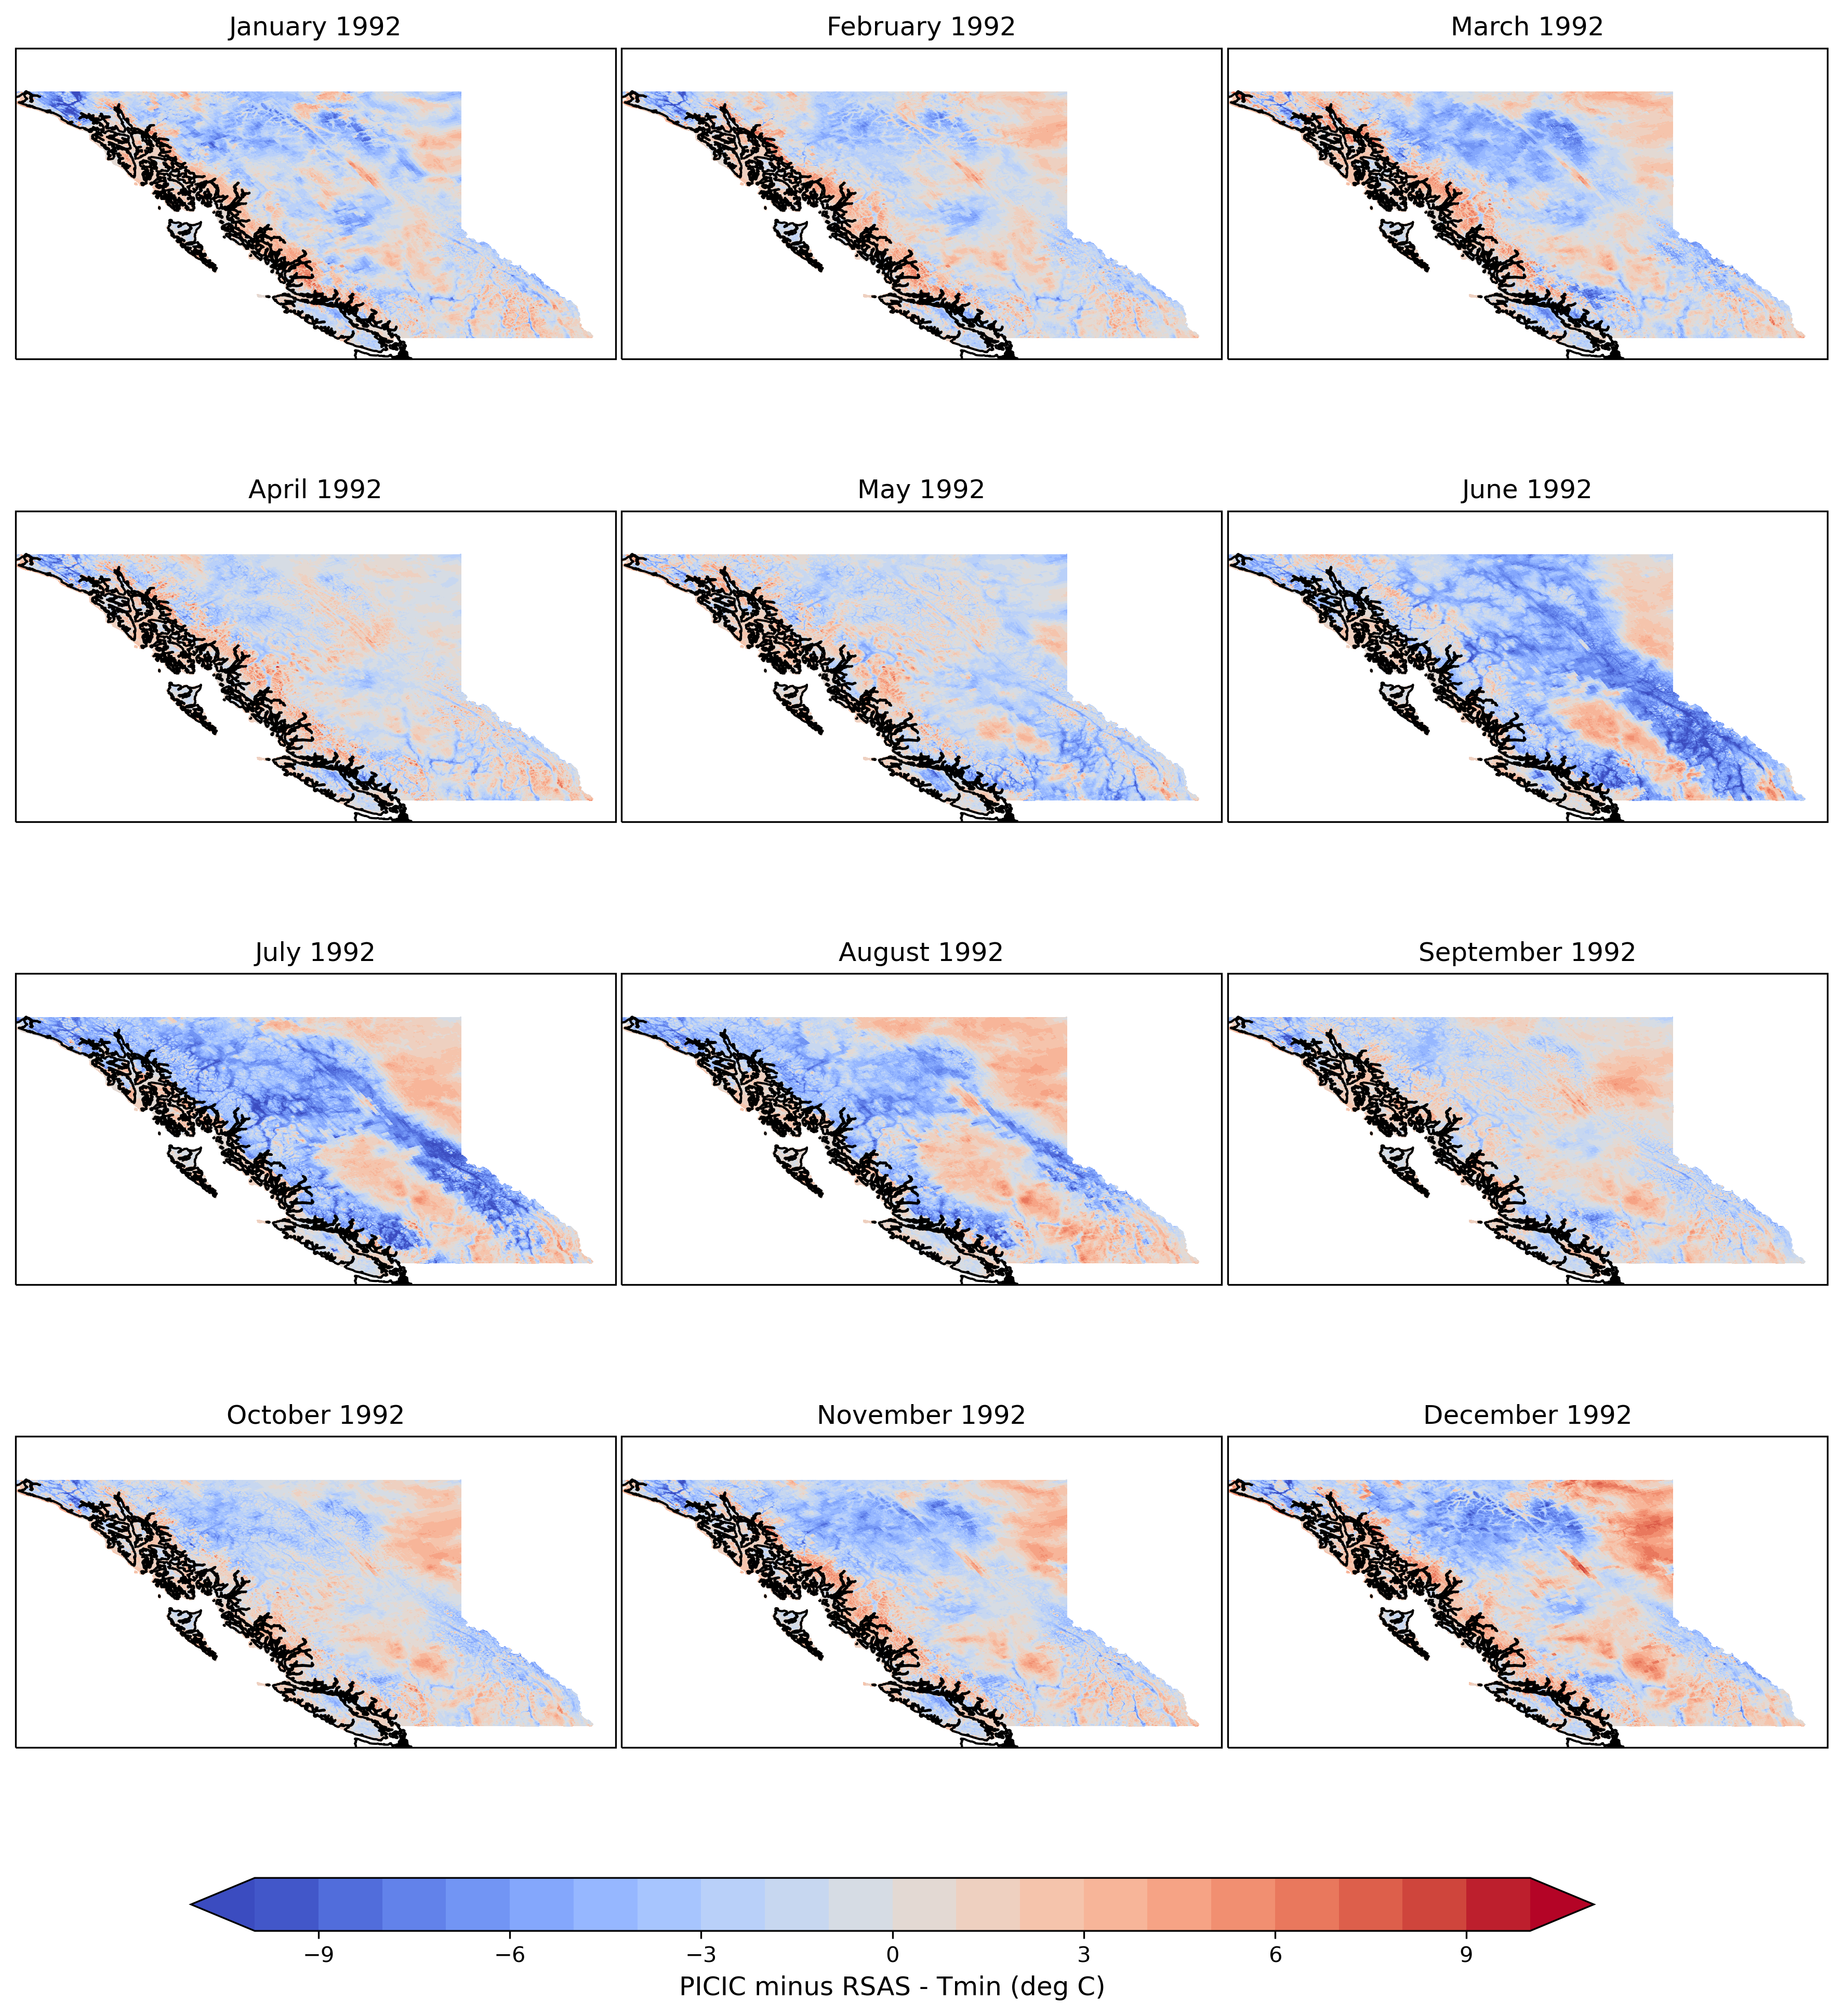 January 1992
February 1992
March 1992
April 1992
May 1992
June 1992
July 1992
August 1992
September 1992
October 1992
November 1992
December 1992
−9 −6 −3 0 3 6 9
PICIC minus RSAS - Tmin (deg C)